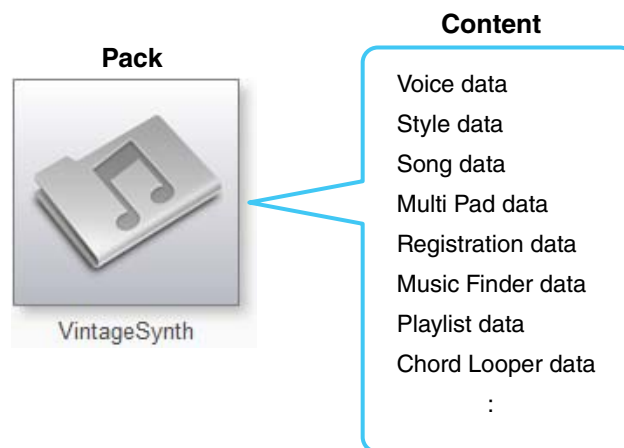 Pack
VintageSynth
Content
Voice data
Style data
Song data
Multi Pad data
Registration data
Music Finder data
Playlist data
Chord Looper data
: